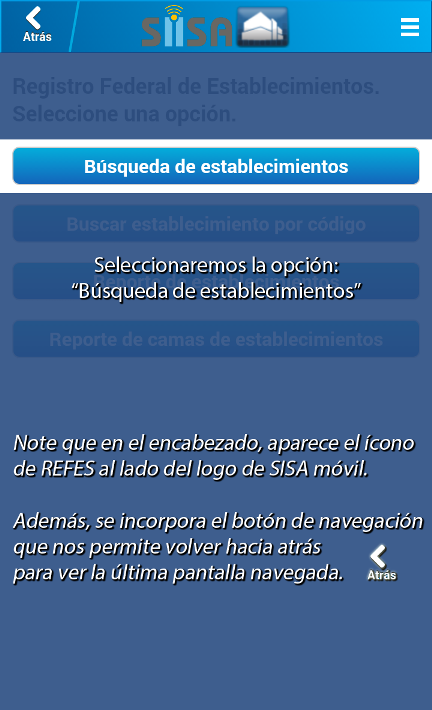 Atrás
SiiSA
Registro Federal de Establecimientos.
Seleccione una opción.
Búsqueda de establecimientos
Buscar establecimiento por código
Seleccionaremos la opción:
“Búsqueda de establecimientos”
Reporte de camas de establecimientos
Note que en el encabezado, aparece el ícono
de REFES al lado del logo de SISA móvil.
Además, se incorpora el botón de navegación
que nos permite volver hacia atrás
para ver la última pantalla navegada.
Atrás